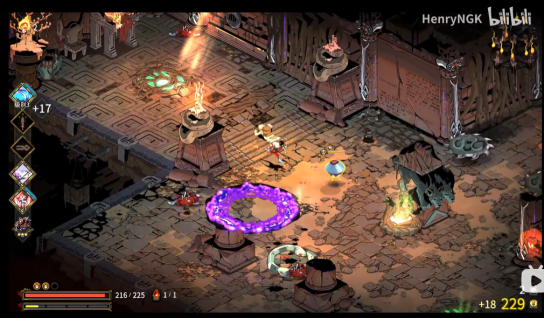 HenryNGK bilibili
+17
216 / 225 1 / 1
+18 229